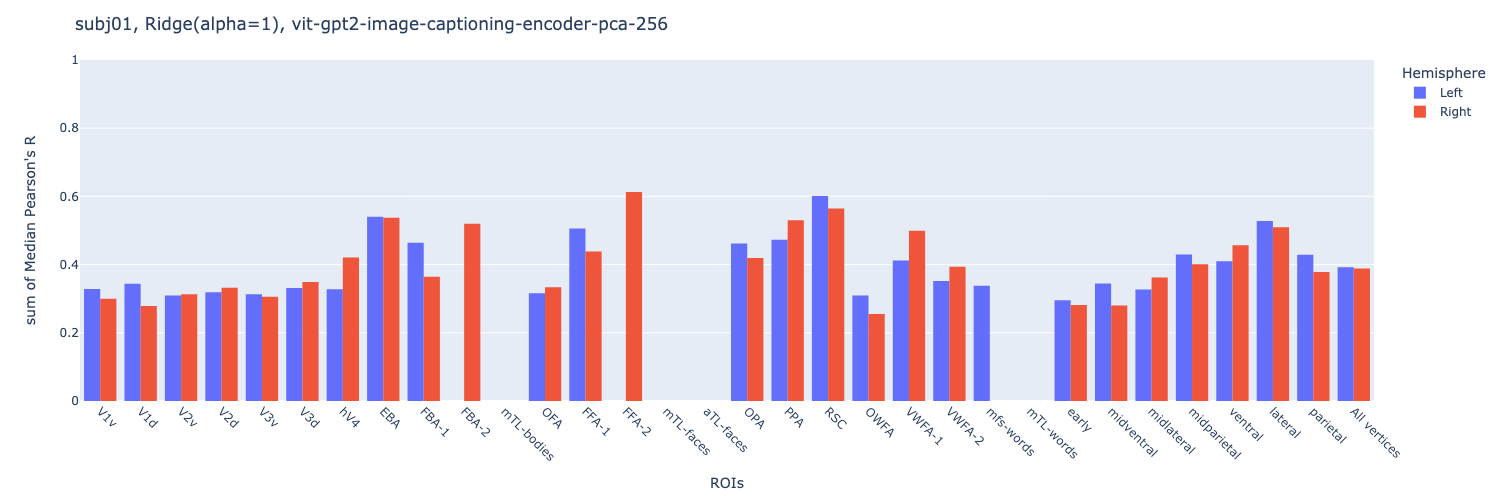 subj01, Ridge(alpha=1), vit-gpt2-image-captioning-encoder-pca-256
Hemisphere
Left
Right
sum of Median Pearson's R
1
0.8
0.6
0.4
0.2
0
V1v
V1d
V2v
V2d
V3v
V3d
hV4
EBA
FBA-1
FBA-2
mTL-bodies
OFA
FFA-1
FFA-2
mTL-faces
aTL-faces
OPA
PPA
RSC
OWFA
VWFA-1
VWFA-2
mfs-words
mTL-words
early
midventral
midlateral
midparietal
ventral
lateral
parietal
All vertices
ROIs